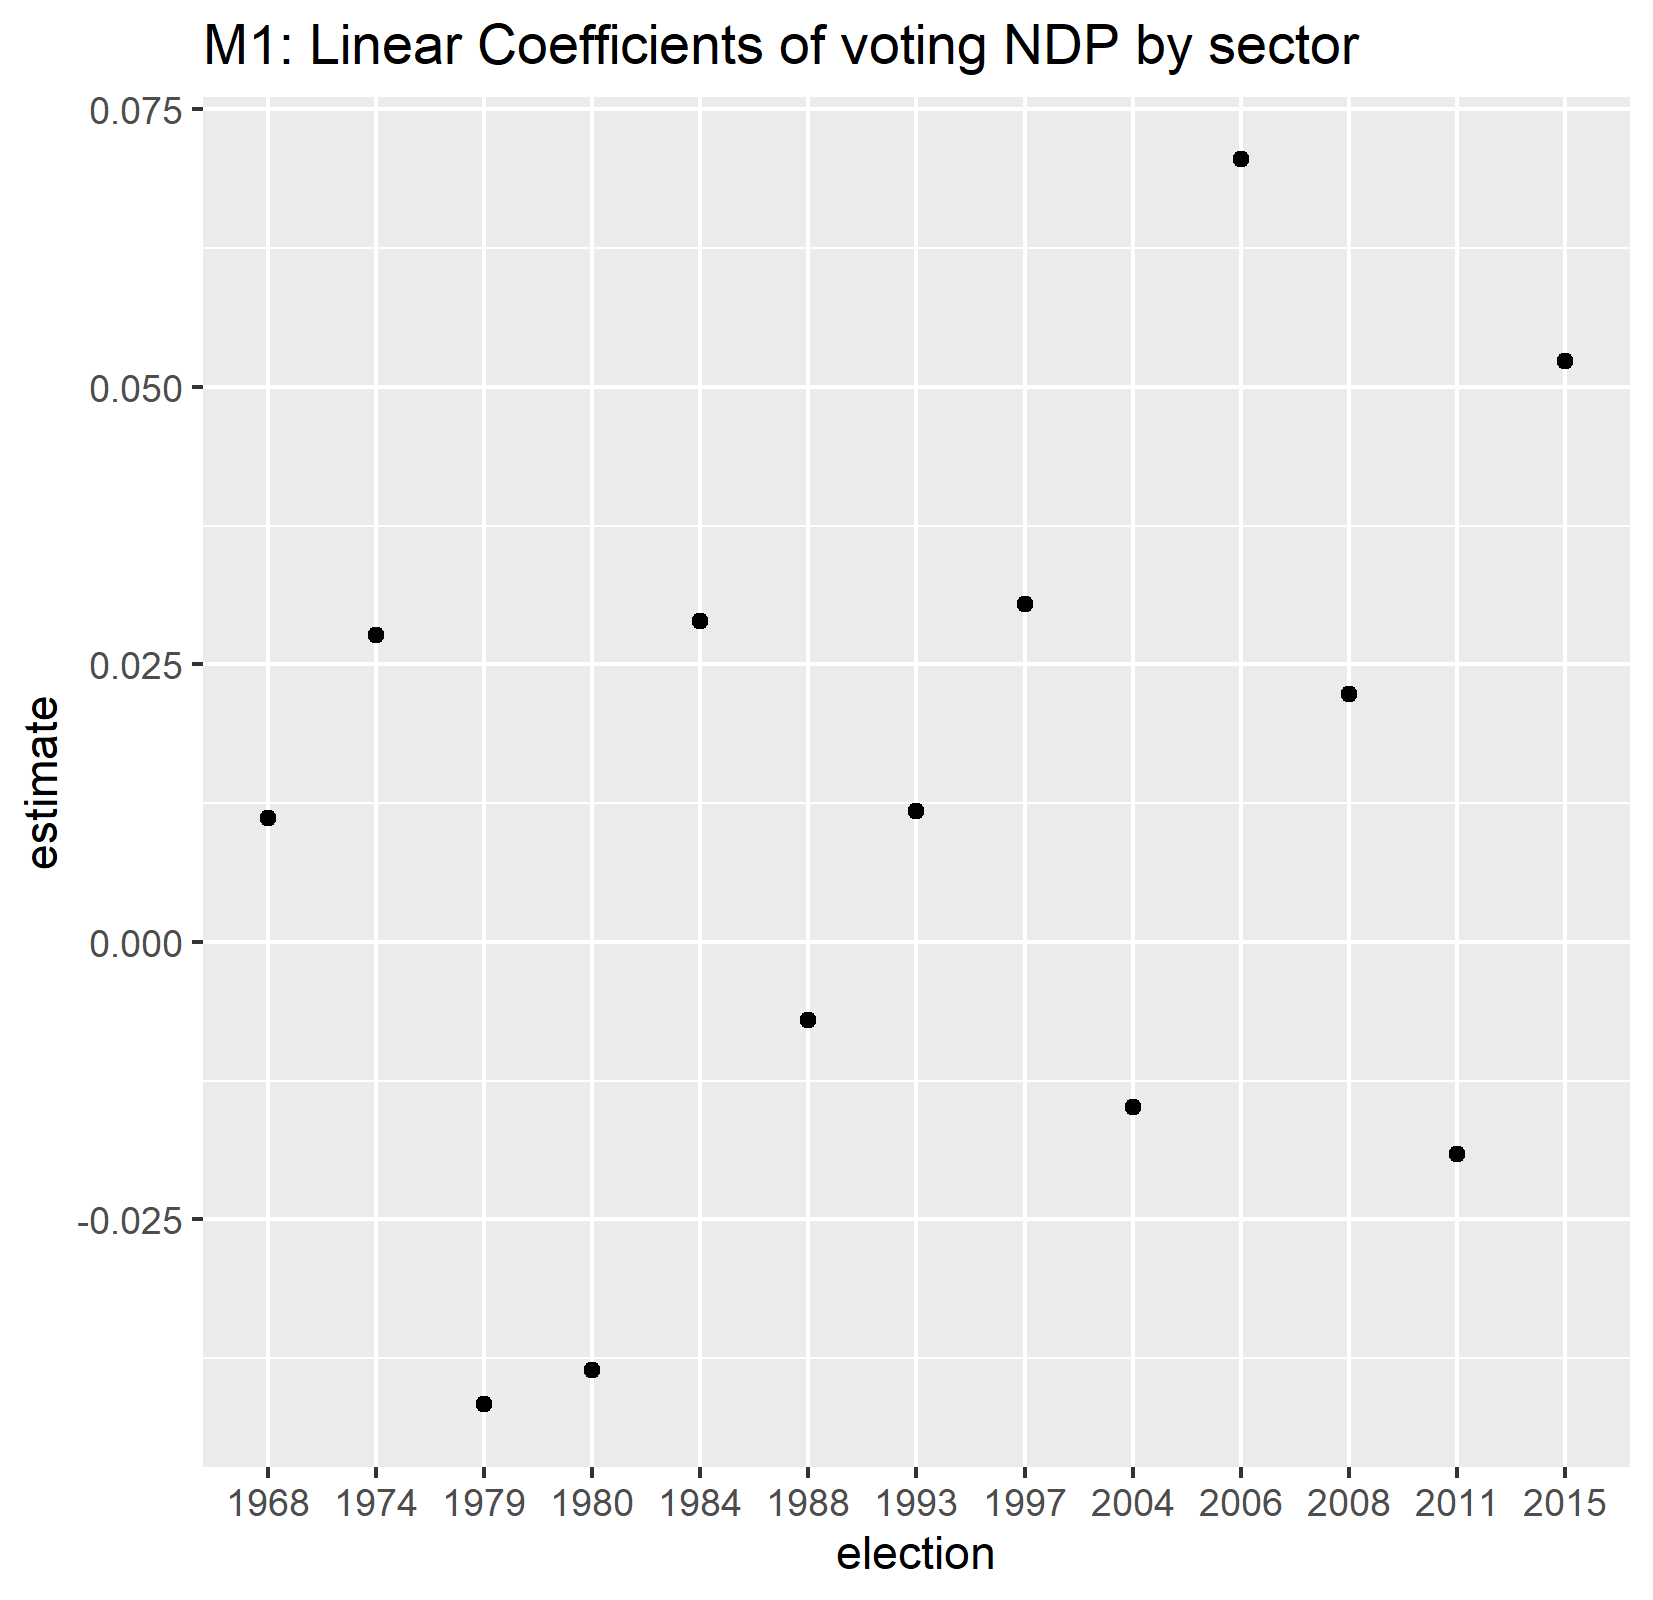 M1: Linear Coefficients of voting NDP by sector
0.075
0.050
0.025
0.000
-0.025
estimate
1968 1974 1979 1980 1984 1988 1993 1997 2004 2006 2008 2011 2015
election